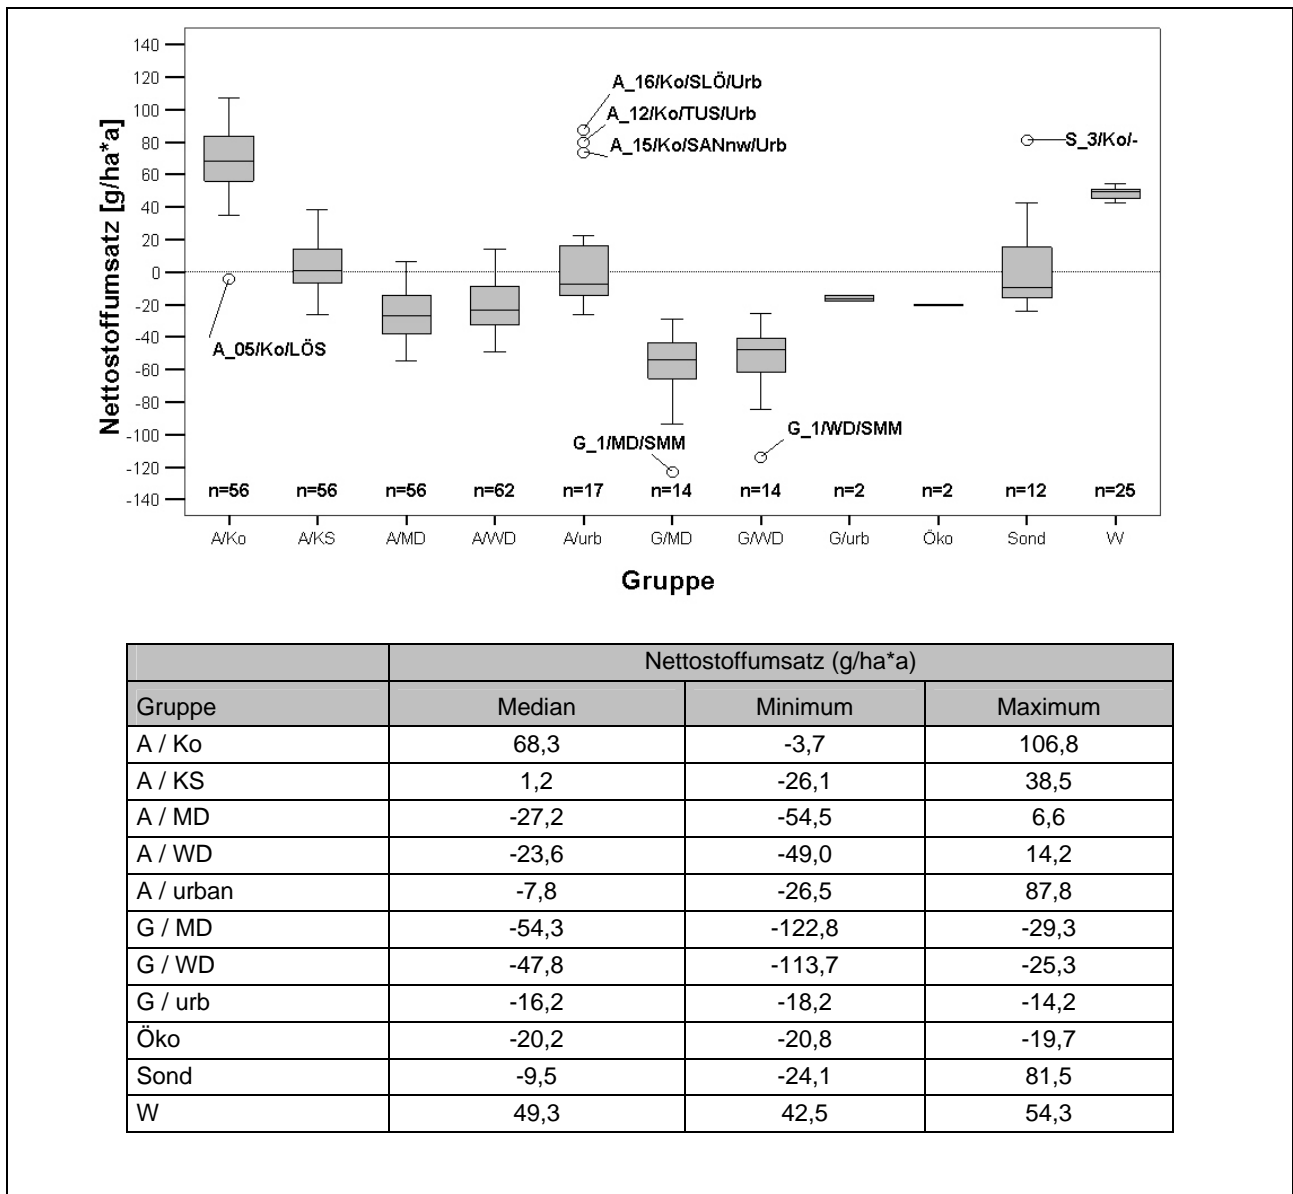 Nettostoffumsatz [g/ha*a]
140
120
100
80
60
40
20
0
-20
-40
-60
-80
-100
-120
-140
A_16/Ko/SLÖ/Urb
A_12/Ko/TUS/Urb
A_15/Ko/SANnw/Urb
S_3/Ko/-
A_05/Ko/LÖS
G_1/MD/SMM
G_1/WD/SMM
n=56 n=56 n=56 n=62 n=17 n=14 n=14 n=2 n=2 n=12 n=25
A/Ko A/KS A/MD A/WD A/urb G/MD G/WD G/urb Öko Sond W
Gruppe
Nettostoffumsatz (g/ha*a)
Gruppe Median Minimum Maximum
A / Ko 68,3 -3,7 106,8
A / KS 1,2 -26,1 38,5
A / MD -27,2 -54,5 6,6
A / WD -23,6 -49,0 14,2
A / urban -7,8 -26,5 87,8
G / MD -54,3 -122,8 -29,3
G / WD -47,8 -113,7 -25,3
G / urb -16,2 -18,2 -14,2
Öko -20,2 -20,8 -19,7
Sond -9,5 -24,1 81,5
W 49,3 42,5 54,3